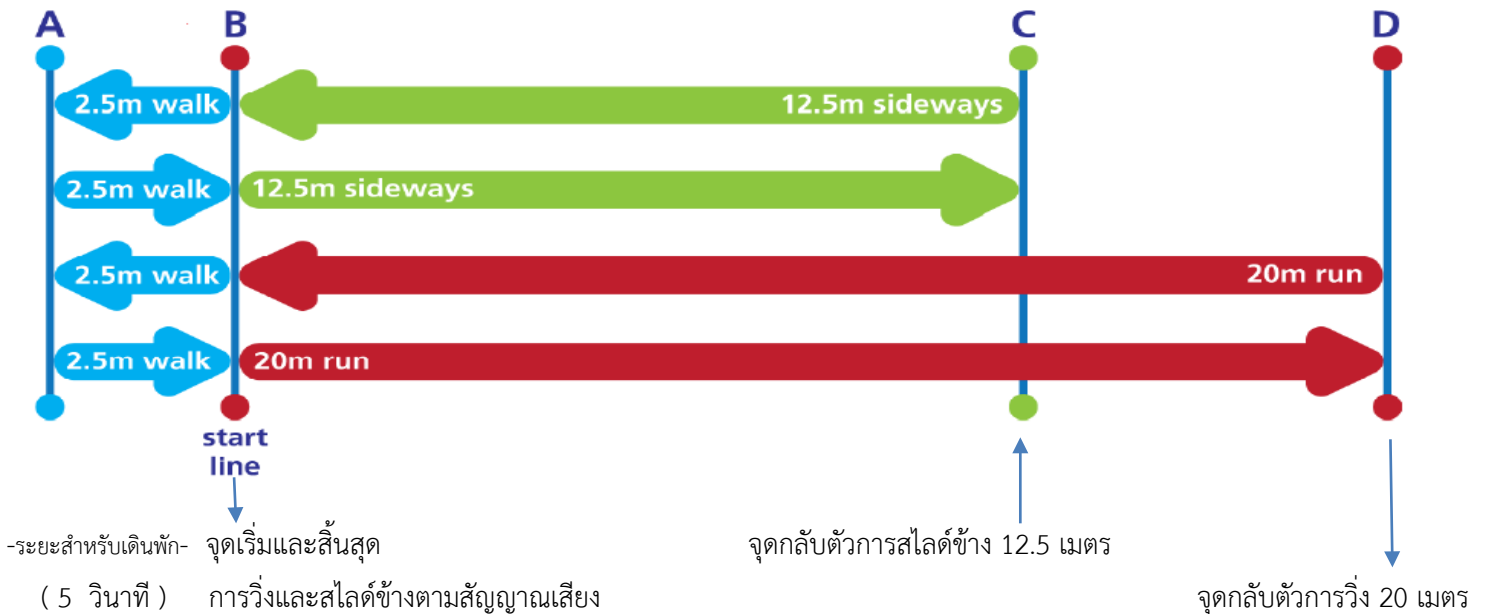 A B C D
2.5m walk 12.5m sideways
2.5m walk 12.5m sideways
2.5m walk 20m run
2.5m walk 20m run
start
line
-ระยะสำหรับเดินพัก- จุดเริ่มและสิ้นสุด จุดกลับตัวการสไลด์ข้าง 12.5 เมตร
( 5 วินาที ) การวิ่งและสไลด์ข้างตามสัญญาณเสียง จุดกลับตัวการวิ่ง 20 เมตร